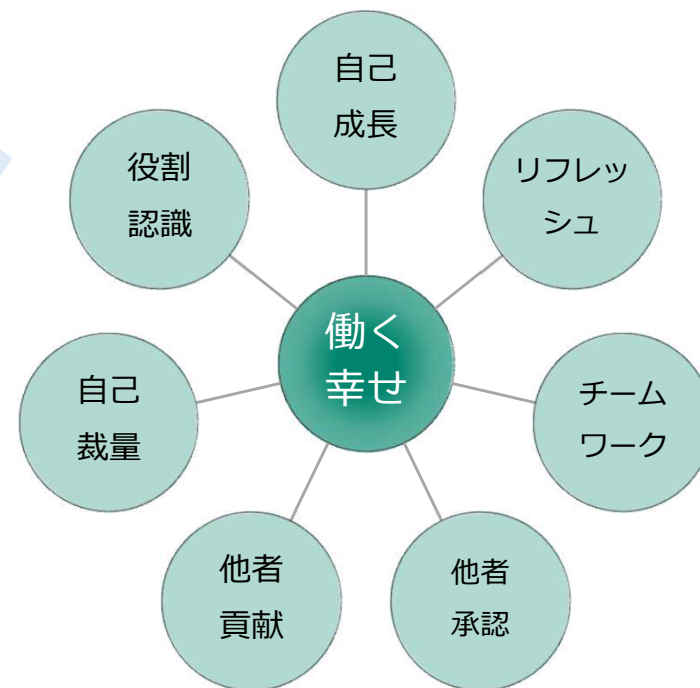 自己
成長
リフレッ
シュ
チーム
ワーク
他者
承認
他者
貢献
自己
裁量
役割
認識
働く
幸せ